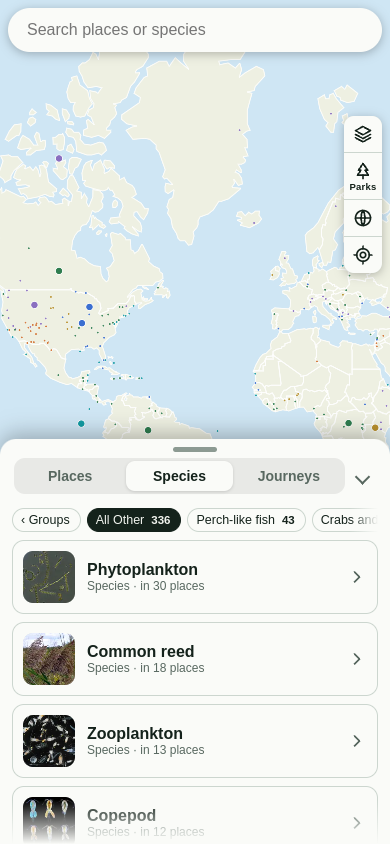 Search places or species
Parks
Places Species Journeys
‹ Groups All Other 336 Perch-like fish 43 Crabs and
Phytoplankton
Species · in 30 places
Common reed
Species · in 18 places
Zooplankton
Species · in 13 places
Copepod
Species · in 12 places